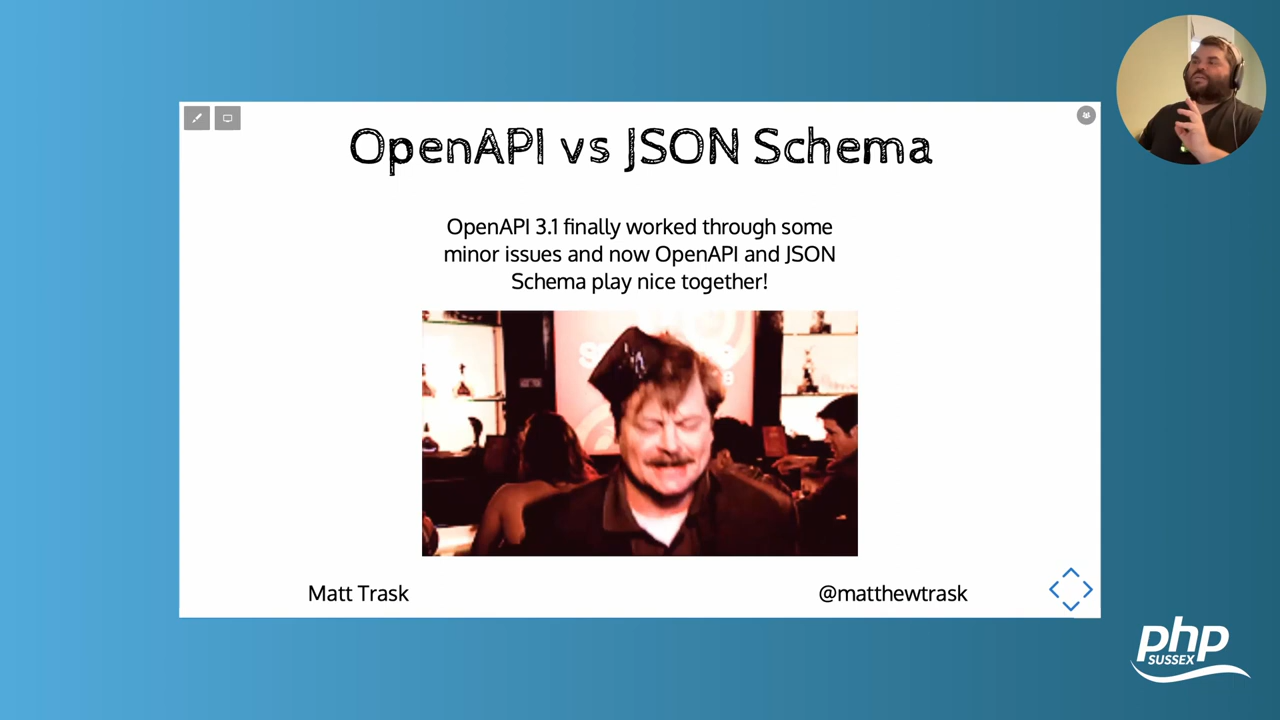 OpenAPI vs JSON Schema
OpenAPI 3.1 finally worked through some
minor issues and now OpenAPI and JSON
Schema play nice together!
Matt Trask
@matthewtrask
php
SUSSEX